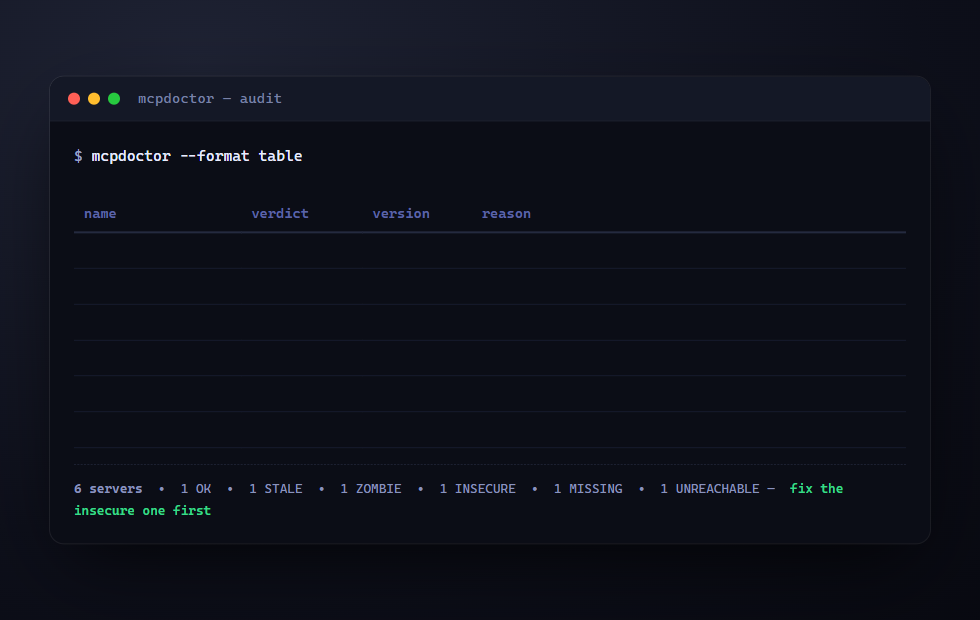 mcpdoctor — audit
$ mcpdoctor --format table
name verdict version reason
6 servers • 1 OK • 1 STALE • 1 ZOMBIE • 1 INSECURE • 1 MISSING • 1 UNREACHABLE — fix the
insecure one first